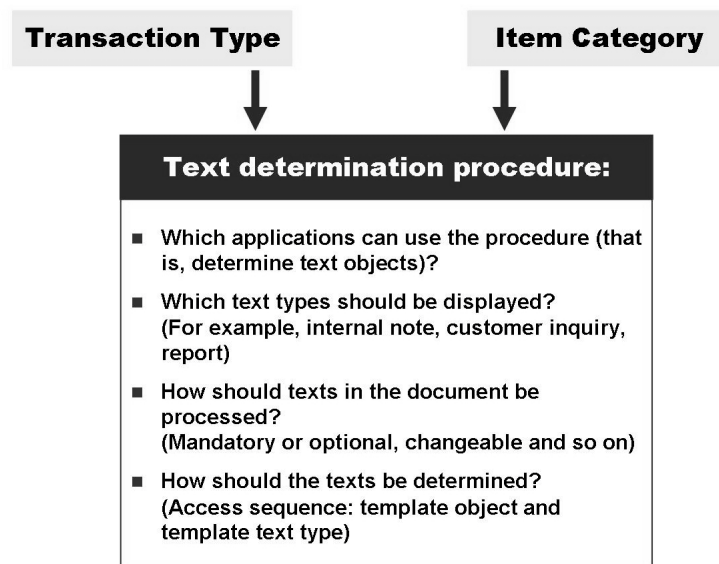 Transaction Type
Item Category
Text determination procedure:
■ Which applications can use the procedure (that
is, determine text objects)?
■ Which text types should be displayed?
(For example, internal note, customer inquiry,
report)
■ How should texts in the document be
processed?
(Mandatory or optional, changeable and so on)
■ How should the texts be determined?
(Access sequence: template object and
template text type)